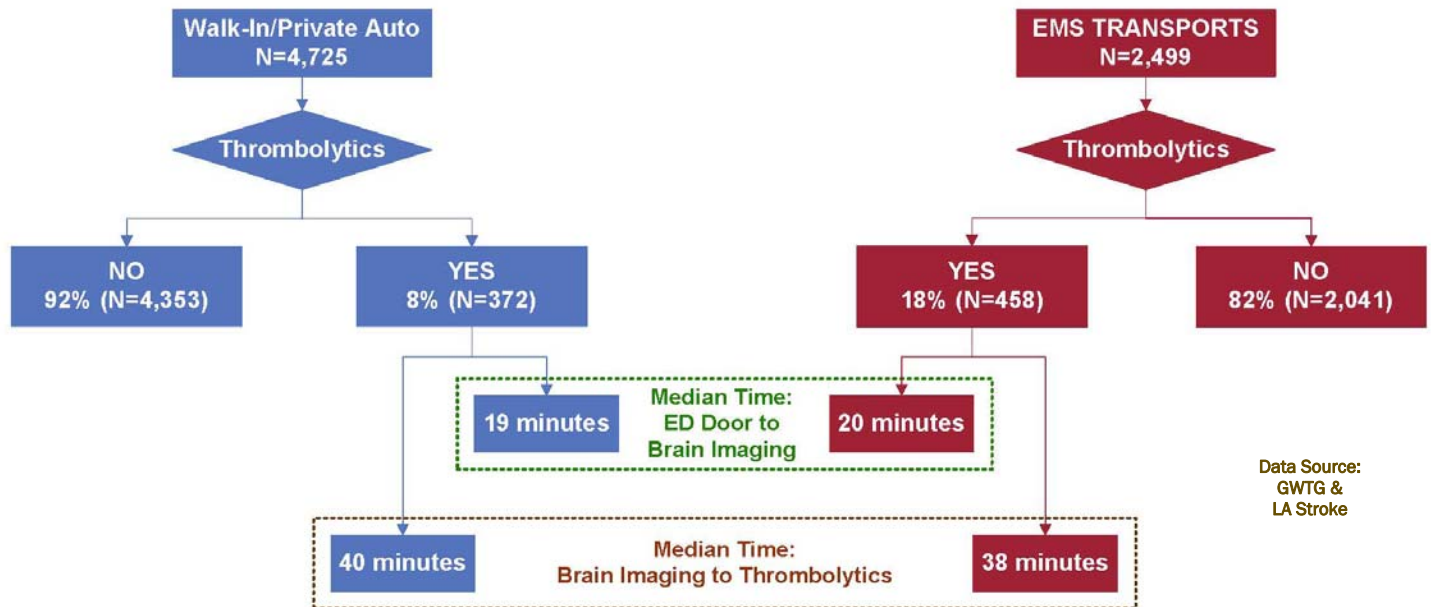 Walk-In/Private Auto
N=4,725
EMS TRANSPORTS
N=2,499
Thrombolytics
Thrombolytics
NO
92% (N=4,353)
YES
8% (N=372)
YES
18% (N=458)
NO
82% (N=2,041)
19 minutes
Median Time:
ED Door to
Brain Imaging
20 minutes
Data Source:
GWTG &
LA Stroke
40 minutes
Median Time:
Brain Imaging to Thrombolytics
38 minutes